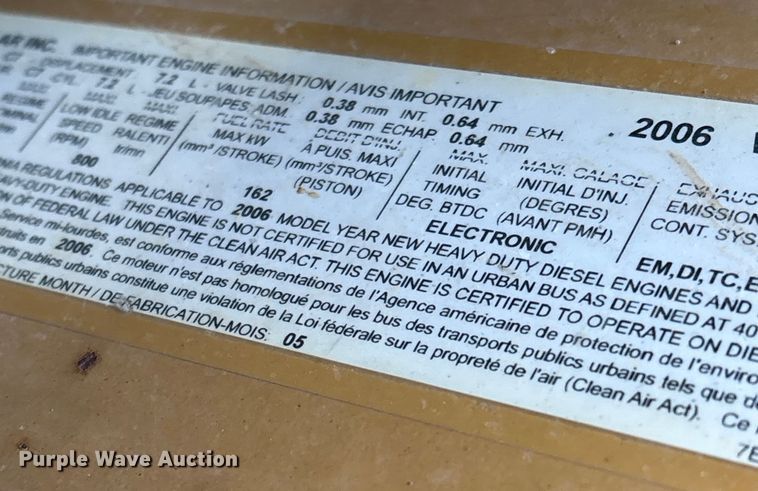 INC. IMPORTANT ENGINE INFORMATION / AVIS IMPORTANT
DISPLACEMENT 7.2 L - VALVE LASH: 0.38 mm INT. 0.64 mm EXH. 2006
CYL. 7.2 L - JEU SOUPAPES ADM. 0.38 mm ECHAP. 0.64 mm
REGIME LOW IDLE REGIME FUEL RATE DEBIT D'INJ. MAX. MAXI. CALAGE EXHAUS
SPEED RALENTI MAX KW À PUIS. MAXI INITIAL INITIAL D'INJ. EMISSION
(RPM) tr/mn (mm³/STROKE) (mm³/STROKE) TIMING (DEGRES) CONT. SYS
(PISTON) DEG. BTDC (AVANT PMH)
800 162 ELECTRONIC EM,DI,TC,E
REGULATIONS APPLICABLE TO 2006 MODEL YEAR NEW HEAVY DUTY DIESEL ENGINES AND
HEAVY-DUTY ENGINE. THIS ENGINE IS NOT CERTIFIED FOR USE IN AN URBAN BUS AS DEFINED AT 40
OF FEDERAL LAW UNDER THE CLEAN AIR ACT. THIS ENGINE IS CERTIFIED TO OPERATE ON DIE
Service mi-lourdes, est conforme aux réglementations de l'Agence américaine de protection de l'enviro
en 2006. Ce moteur n'est pas homologué pour les bus des transports publics urbains tels que de
publics urbains constitue une violation de la Loi fédérale sur la propreté de l'air (Clean Air Act). Ce
MONTH / DE FABRICATION-MOIS: 05
7E
Purple Wave Auction